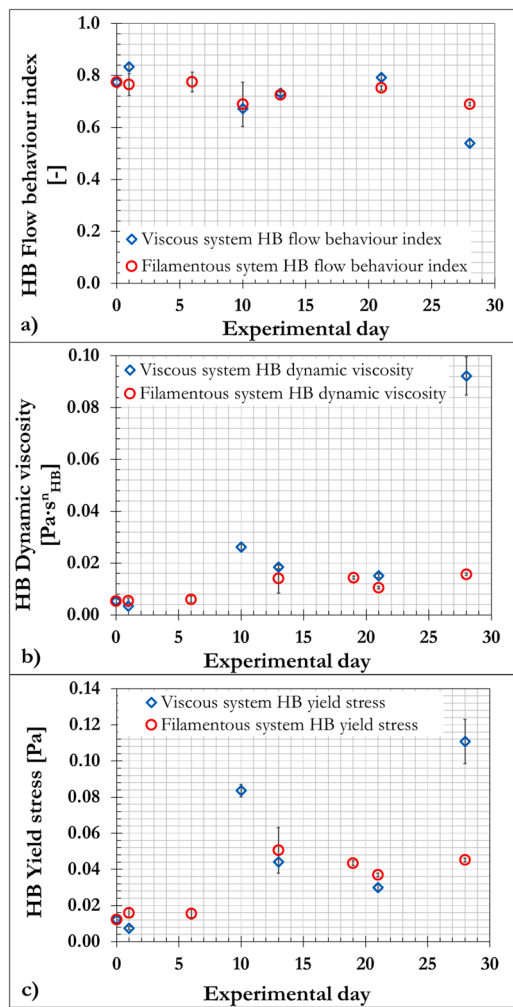 HB Flow behaviour index
[-]
1.0
0.8
0.6
0.4
0.2
0.0
Viscous system HB flow behaviour index
Filamentous sytem HB flow behaviour index
0 5 10 15 20 25 30
a)
Experimental day
HB Dynamic viscosity
[Pa·sⁿHB]
0.10
0.08
0.06
0.04
0.02
0.00
Viscous system HB dynamic viscosity
Filamentous system HB dynamic viscosity
0 5 10 15 20 25 30
b)
Experimental day
HB Yield stress [Pa]
0.14
0.12
0.10
0.08
0.06
0.04
0.02
0.00
Viscous system HB yield stress
Filamentous system HB yield stress
0 5 10 15 20 25 30
c)
Experimental day